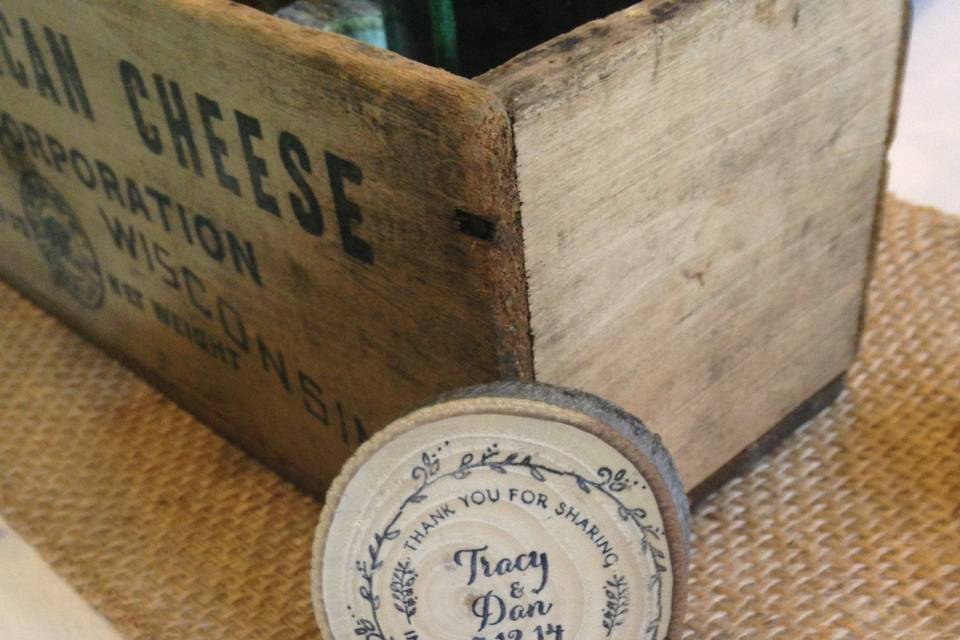 CAN CHEESE
CORPORATION
WISCONSIN
NET WEIGHT
THANK YOU FOR SHARING
Tracy
&
Dan